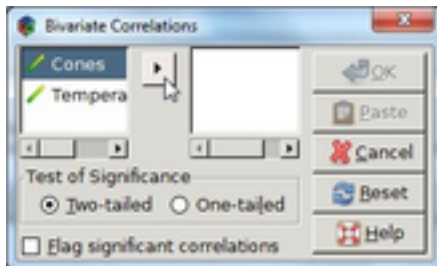 Bivariate Correlations
Cones
Tempera
OK
Paste
Cancel
Test of Significance
Two-tailed One-tailed
Reset
Flag significant correlations
Help